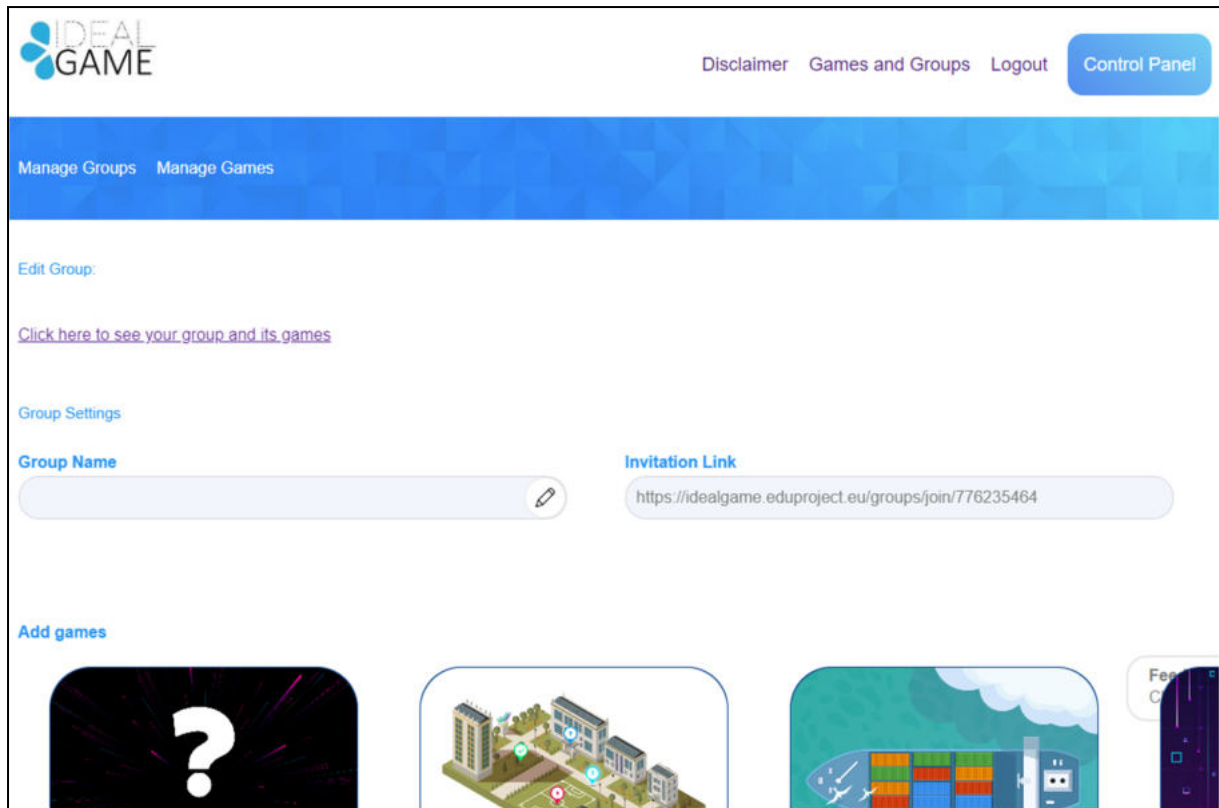 IDEAL
GAME
Disclaimer Games and Groups Logout Control Panel
Manage Groups Manage Games
Edit Group:
Click here to see your group and its games
Group Settings
Group Name
Invitation Link
https://idealgame.eduproject.eu/groups/join/776235464
Add games
?